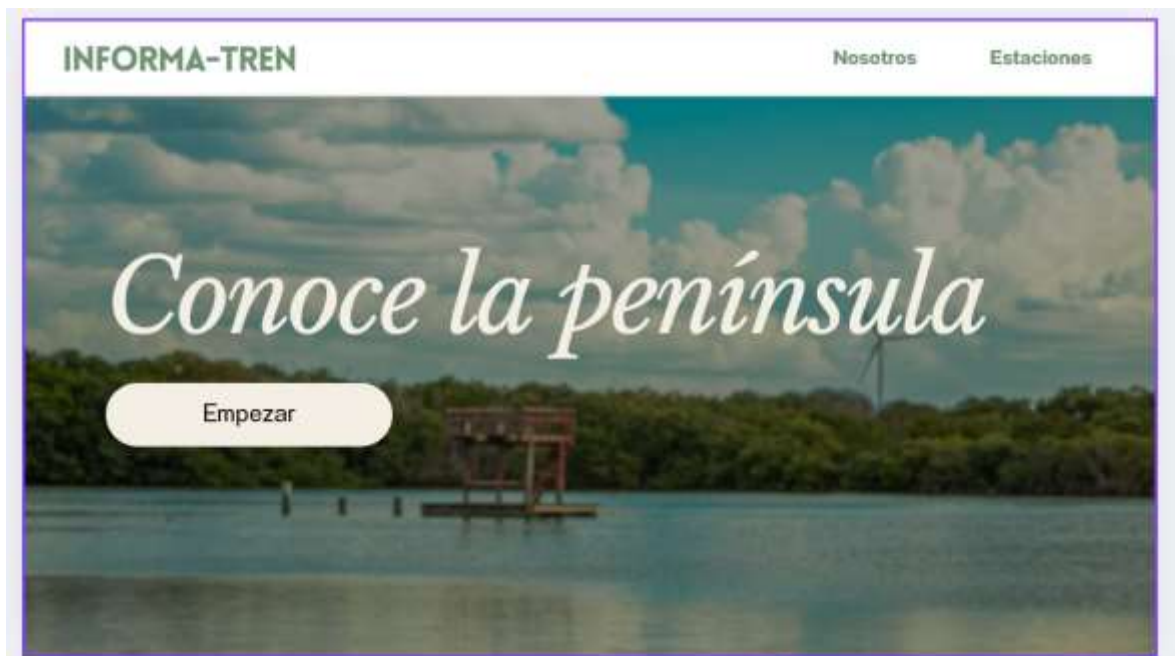 INFORMA-TREN
Nosotros
Estaciones
Conoce la península
Empezar